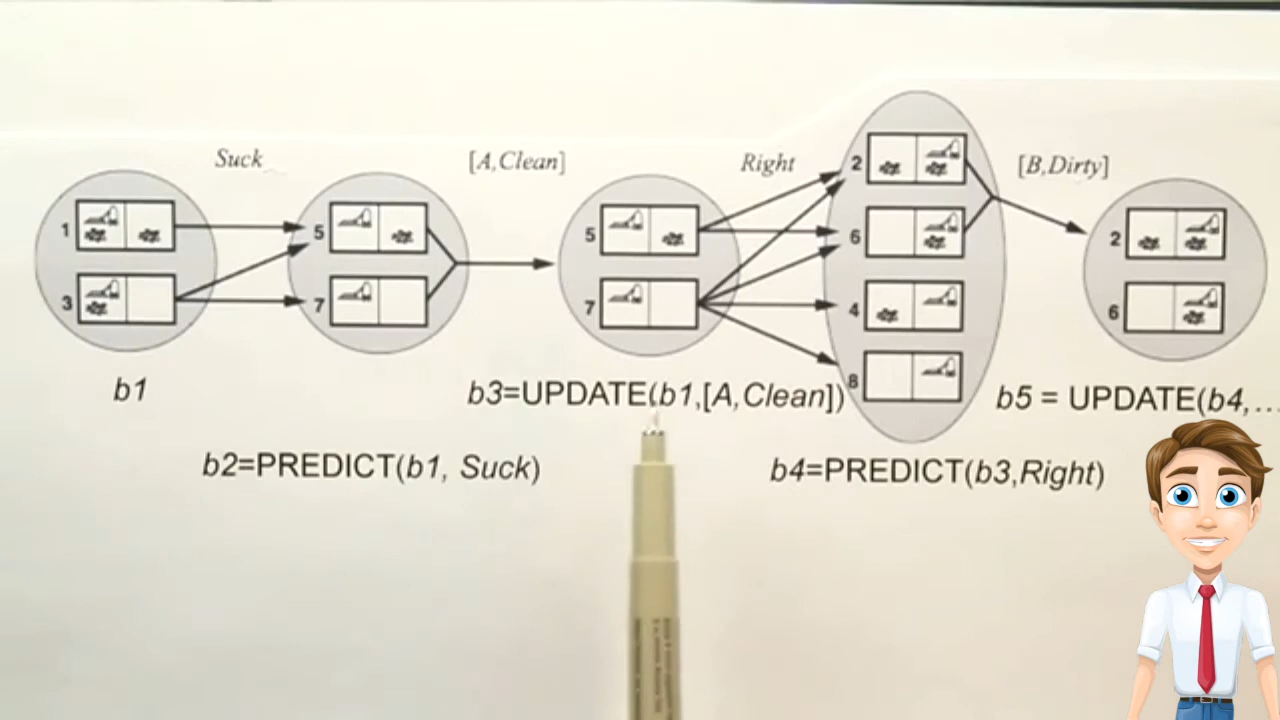 Suck [A,Clean] Right [B,Dirty]
1 5 5 2 2
3 7 7 6 6
4
8
b1 b3=UPDATE(b1,[A,Clean]) b5 = UPDATE(b4,...
b2=PREDICT(b1, Suck) b4=PREDICT(b3,Right)